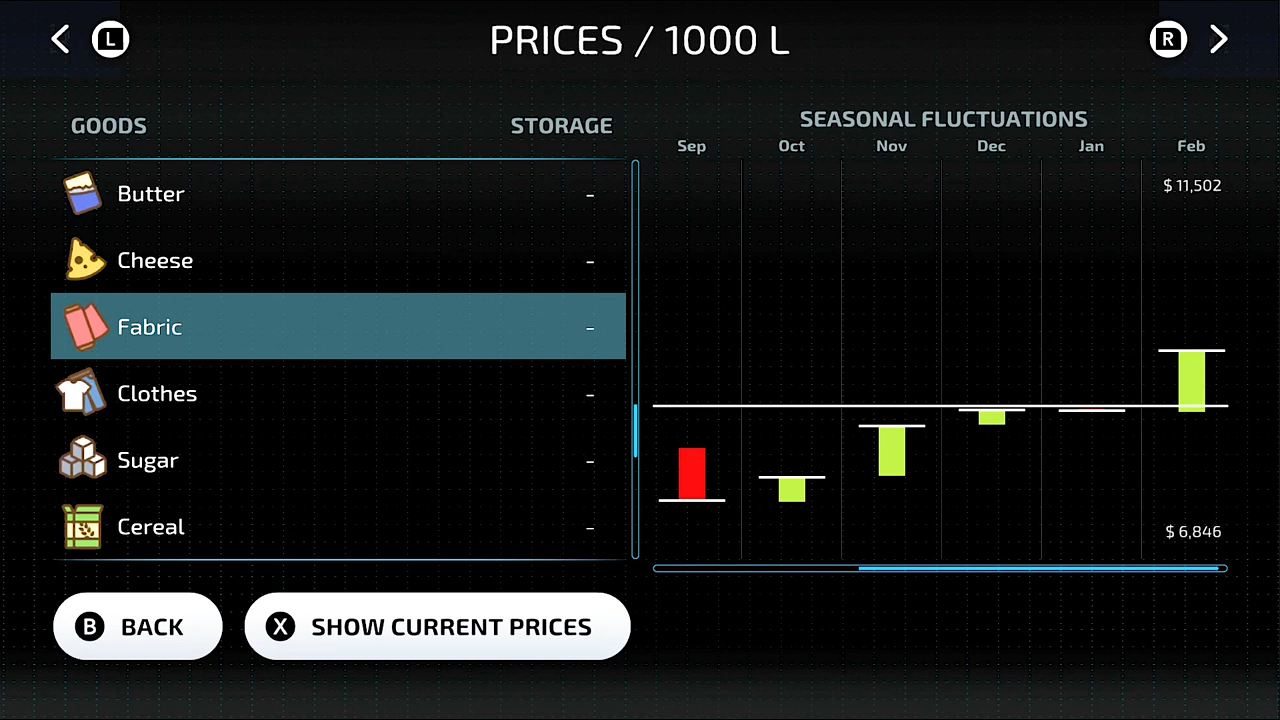 L
PRICES / 1000 L
R
GOODS
STORAGE
SEASONAL FLUCTUATIONS
Sep Oct Nov Dec Jan Feb
$ 11,502
Butter -
Cheese -
Fabric -
Clothes -
Sugar -
Cereal -
$ 6,846
B BACK
X SHOW CURRENT PRICES